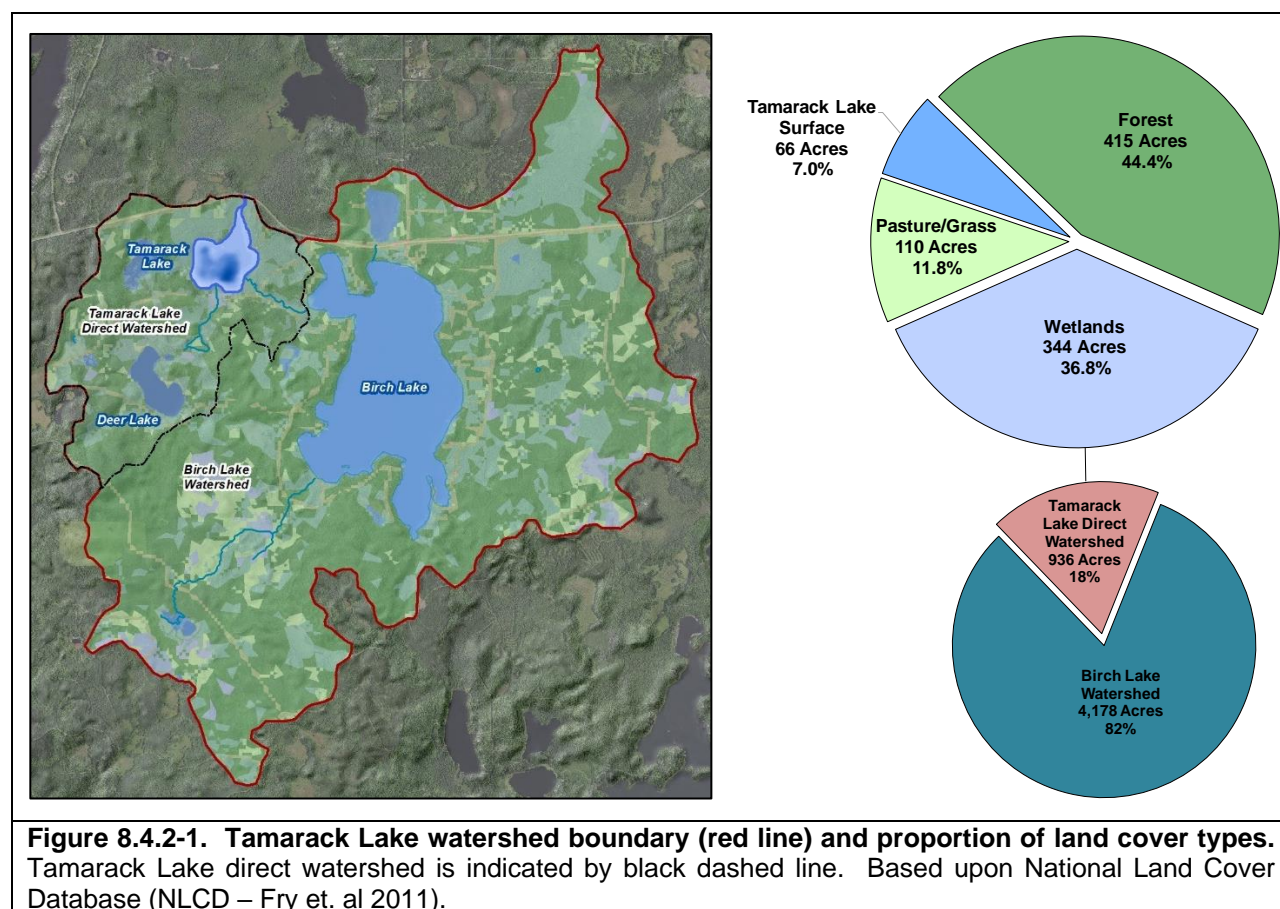 Tamarack
Lake
Tamarack Lake
Direct Watershed
Deer Lake
Birch Lake
Birch Lake
Watershed
Tamarack Lake
Surface
66 Acres
7.0%
Forest
415 Acres
44.4%
Pasture/Grass
110 Acres
11.8%
Wetlands
344 Acres
36.8%
Tamarack
Lake Direct
Watershed
936 Acres
18%
Birch Lake
Watershed
4,178 Acres
82%
Figure 8.4.2-1. Tamarack Lake watershed boundary (red line) and proportion of land cover types.
Tamarack Lake direct watershed is indicated by black dashed line. Based upon National Land Cover
Database (NLCD – Fry et. al 2011).